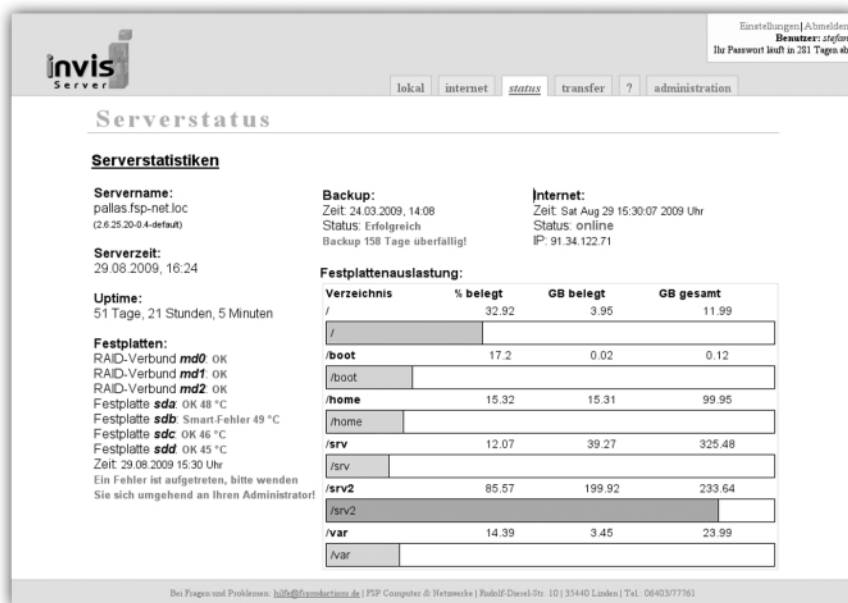 Einstellungen|Abmelden
Benutzer: stefan
Ihr Passwort läuft in 281 Tagen ab
invis
Server
lokal internet status transfer ? administration
Serverstatus
Serverstatistiken
Servername:
pallas.fsp-net.loc
(2.6.25.20-0.4-default)
Serverzeit:
29.08.2009, 16:24
Uptime:
51 Tage, 21 Stunden, 5 Minuten
Festplatten:
RAID-Verbund md0: OK
RAID-Verbund md1: OK
RAID-Verbund md2: OK
Festplatte sda: OK 48 °C
Festplatte sdb: Smart-Fehler 49 °C
Festplatte sdc: OK 46 °C
Festplatte sdd: OK 45 °C
Zeit: 29.08.2009 15:30 Uhr
Ein Fehler ist aufgetreten, bitte wenden
Sie sich umgehend an Ihren Administrator!
Backup:
Zeit: 24.03.2009, 14:08
Status: Erfolgreich
Backup 158 Tage überfällig!
Internet:
Zeit: Sat Aug 29 15:30:07 2009 Uhr
Status: online
IP: 91.34.122.71
Festplattenauslastung:
Verzeichnis % belegt GB belegt GB gesamt
/ 32.92 3.95 11.99
/
/boot 17.2 0.02 0.12
/boot
/home 15.32 15.31 99.95
/home
/srv 12.07 39.27 325.48
/srv
/srv2 85.57 199.92 233.64
/srv2
/var 14.39 3.45 23.99
/var
Bei Fragen und Problemen: hilfe@fspproductions.de | FSP Computer & Netzwerke | Rudolf-Diesel-Str. 10 | 35440 Linden | Tel.: 06403/77761